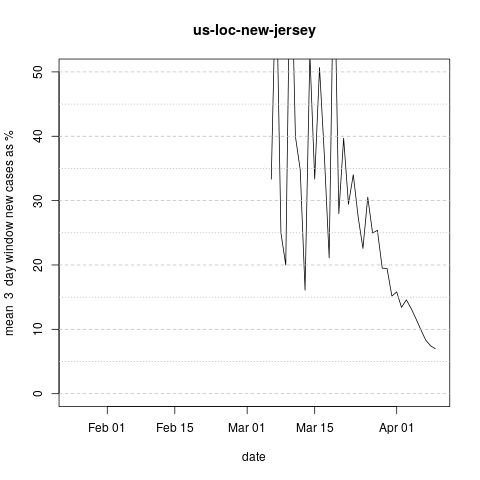 us-loc-new-jersey
mean 3 day window new cases as %
50
40
30
20
10
0
Feb 01 Feb 15 Mar 01 Mar 15 Apr 01
date